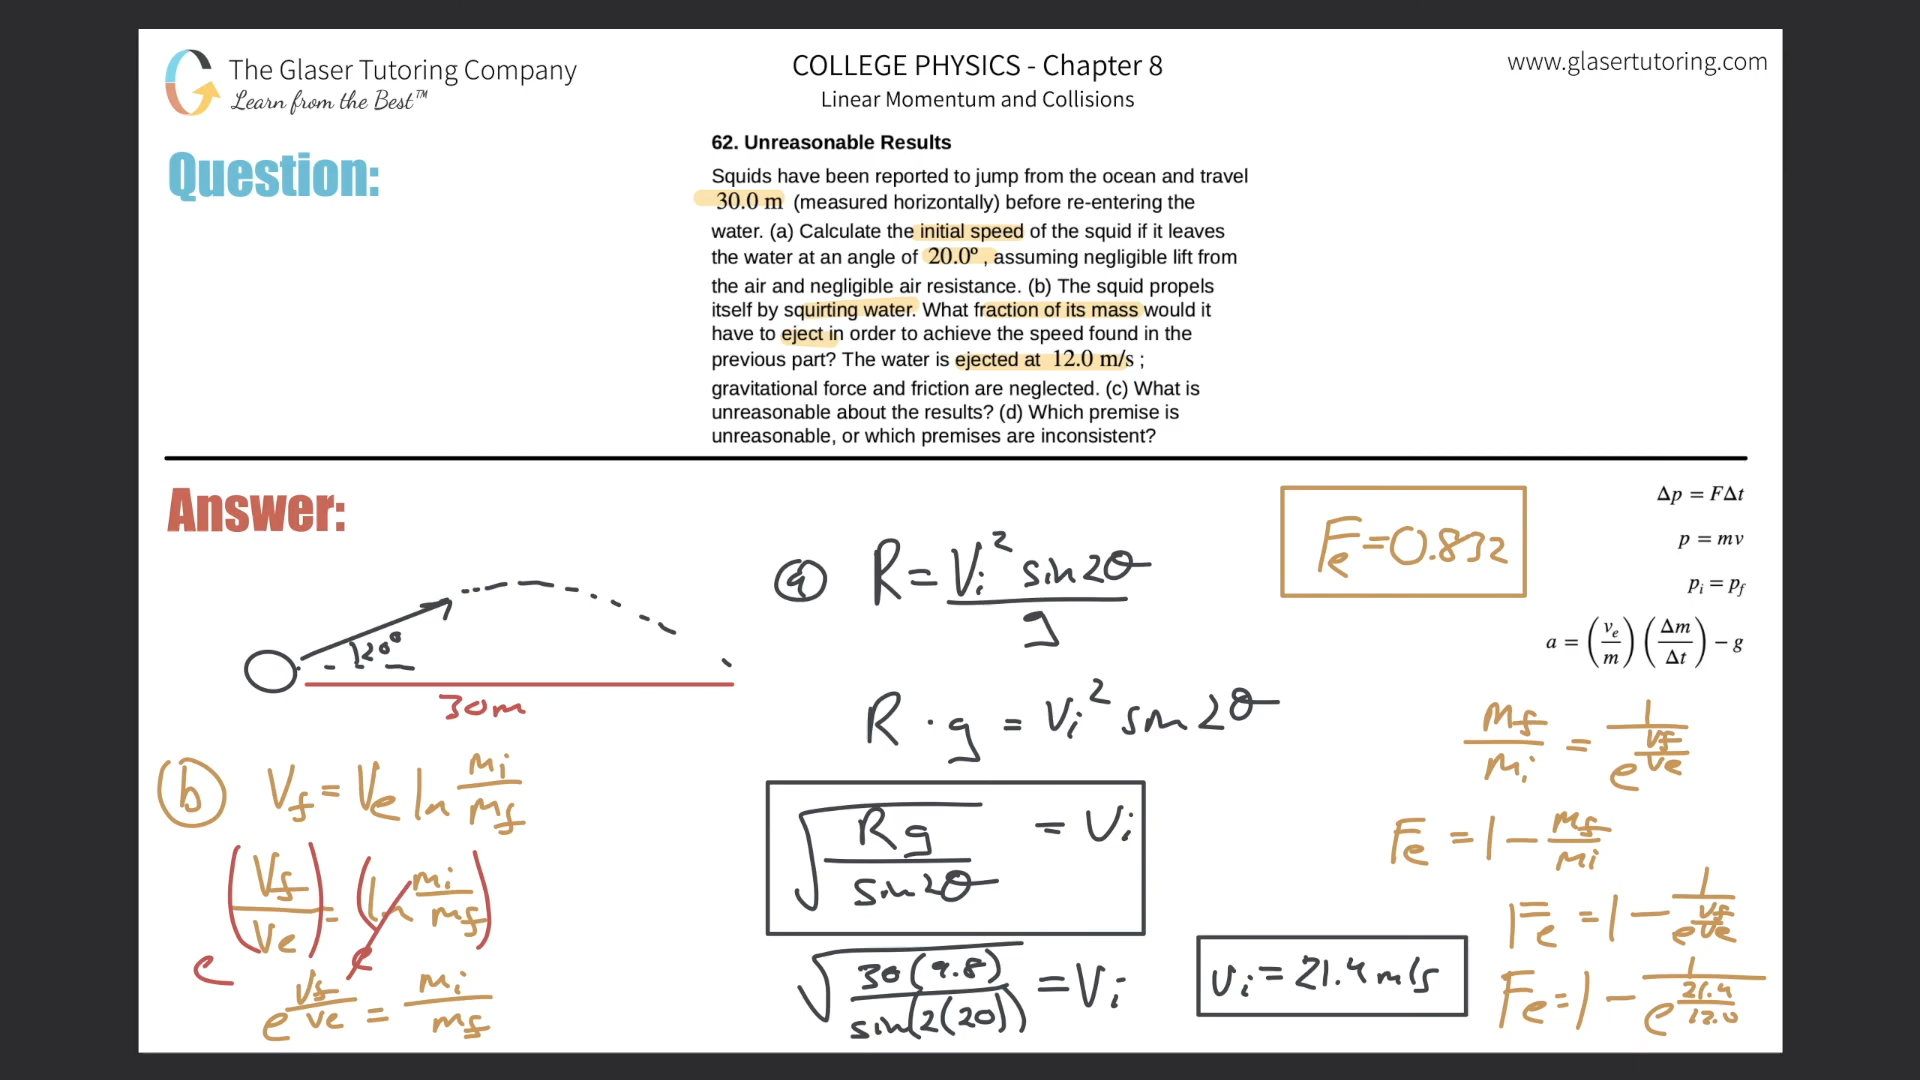 The Glaser Tutoring Company
Learn from the Best™
COLLEGE PHYSICS - Chapter 8
Linear Momentum and Collisions
www.glasertutoring.com
Question:
62. Unreasonable Results
Squids have been reported to jump from the ocean and travel
30.0 m (measured horizontally) before re-entering the
water. (a) Calculate the initial speed of the squid if it leaves
the water at an angle of 20.0º , assuming negligible lift from
the air and negligible air resistance. (b) The squid propels
itself by squirting water. What fraction of its mass would it
have to eject in order to achieve the speed found in the
previous part? The water is ejected at 12.0 m/s ;
gravitational force and friction are neglected. (c) What is
unreasonable about the results? (d) Which premise is
unreasonable, or which premises are inconsistent?
Answer:
20°
30m
(a) R = Vi² sin2θ / g
R · g = Vi² sin2θ
√(Rg / sin2θ) = Vi
√(30(9.8) / sin(2(20))) = Vi
Vi = 21.4 m/s
(b) Vf = Ve ln mi/mf
e (Vf/Ve) = e (ln mi/mf)
e^(Vf/Ve) = mi/mf
Fe = 0.832
Δp = FΔt
p = mv
pi = pf
a = (ve/m) (Δm/Δt) − g
mf/mi = 1/e^(Vf/Ve)
Fe = 1 − mf/mi
Fe = 1 − 1/e^(Vf/Ve)
Fe = 1 − 1/e^(21.4/12.0)